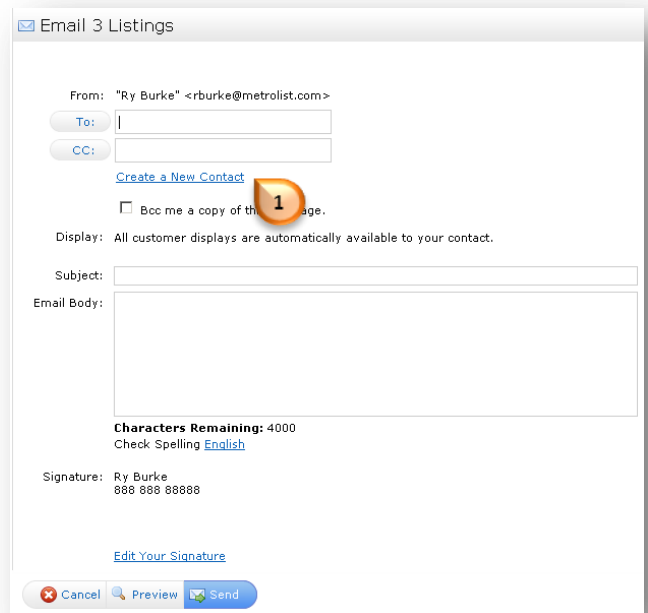 Email 3 Listings
From: "Ry Burke" <rburke@metrolist.com>
To:
CC:
Create a New Contact
1
Bcc me a copy of th age.
Display: All customer displays are automatically available to your contact.
Subject:
Email Body:
Characters Remaining: 4000
Check Spelling English
Signature: Ry Burke
888 888 88888
Edit Your Signature
Cancel Preview Send